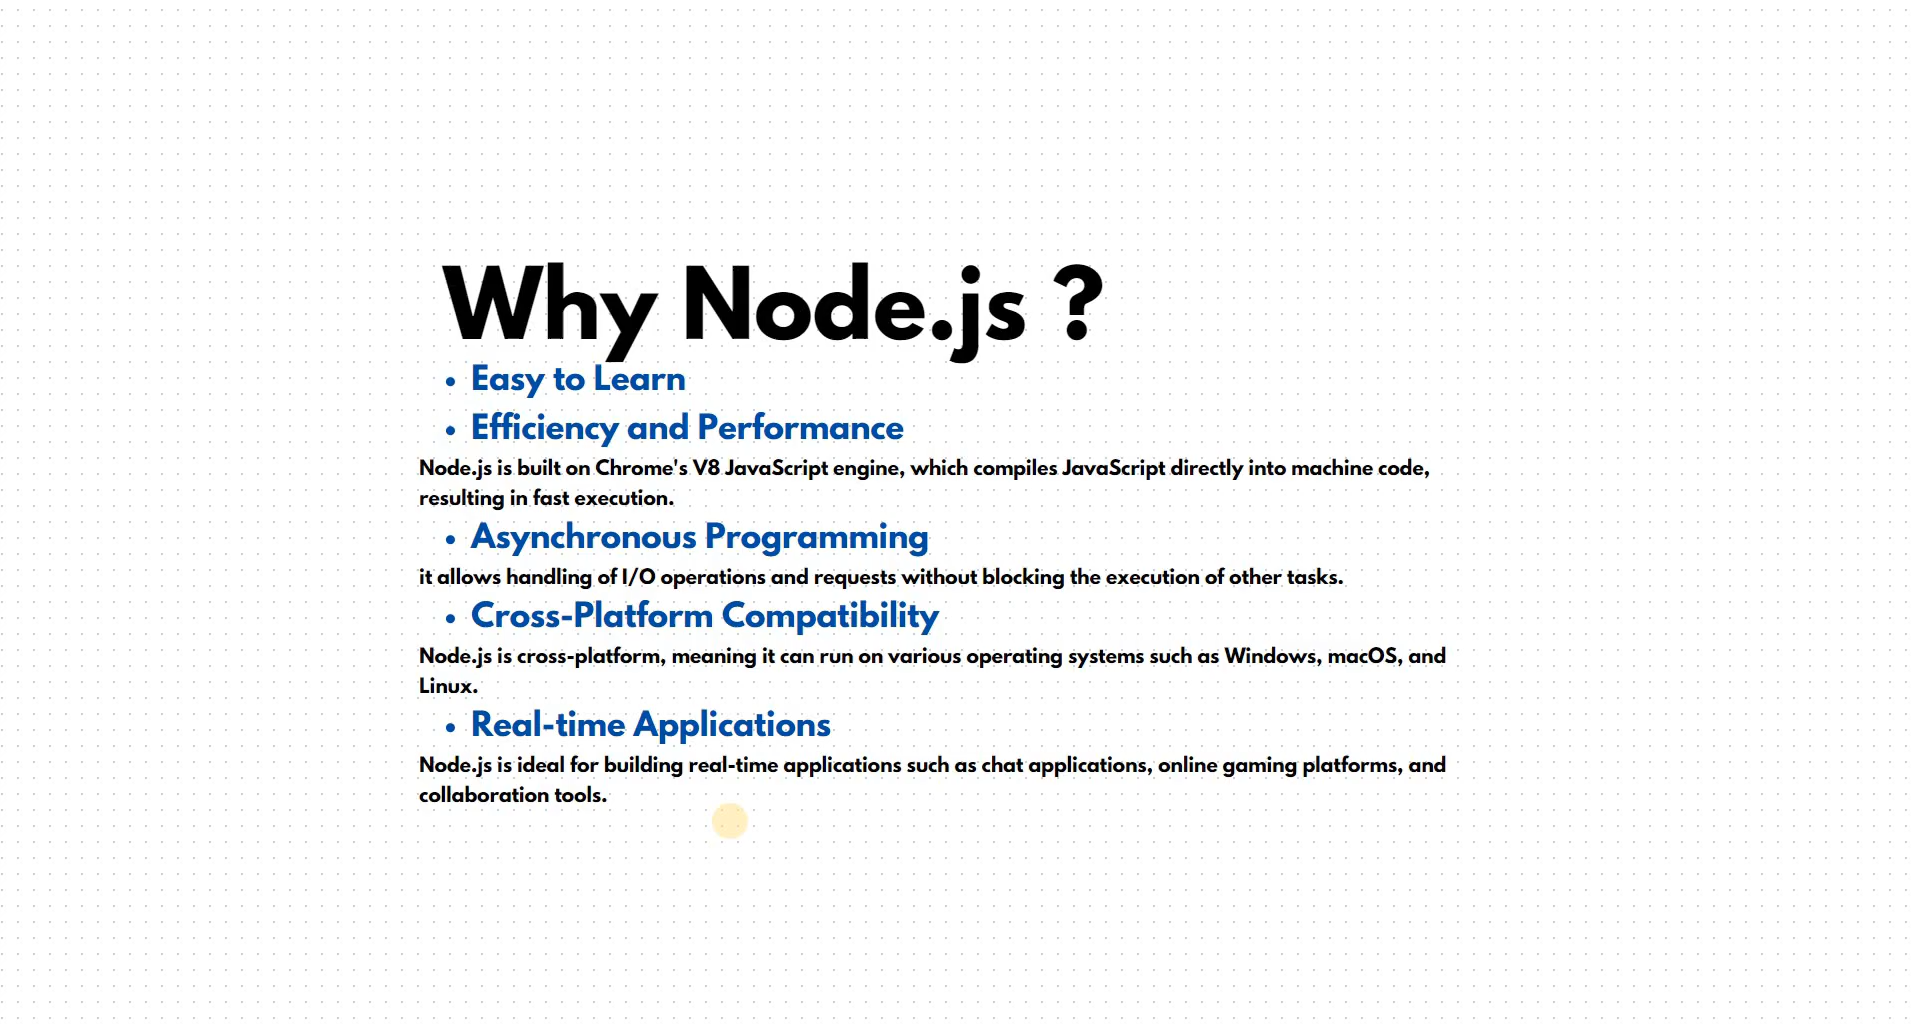 Why Node.js ?
• Easy to Learn
• Efficiency and Performance
Node.js is built on Chrome's V8 JavaScript engine, which compiles JavaScript directly into machine code,
resulting in fast execution.
• Asynchronous Programming
it allows handling of I/O operations and requests without blocking the execution of other tasks.
• Cross-Platform Compatibility
Node.js is cross-platform, meaning it can run on various operating systems such as Windows, macOS, and
Linux.
• Real-time Applications
Node.js is ideal for building real-time applications such as chat applications, online gaming platforms, and
collaboration tools.